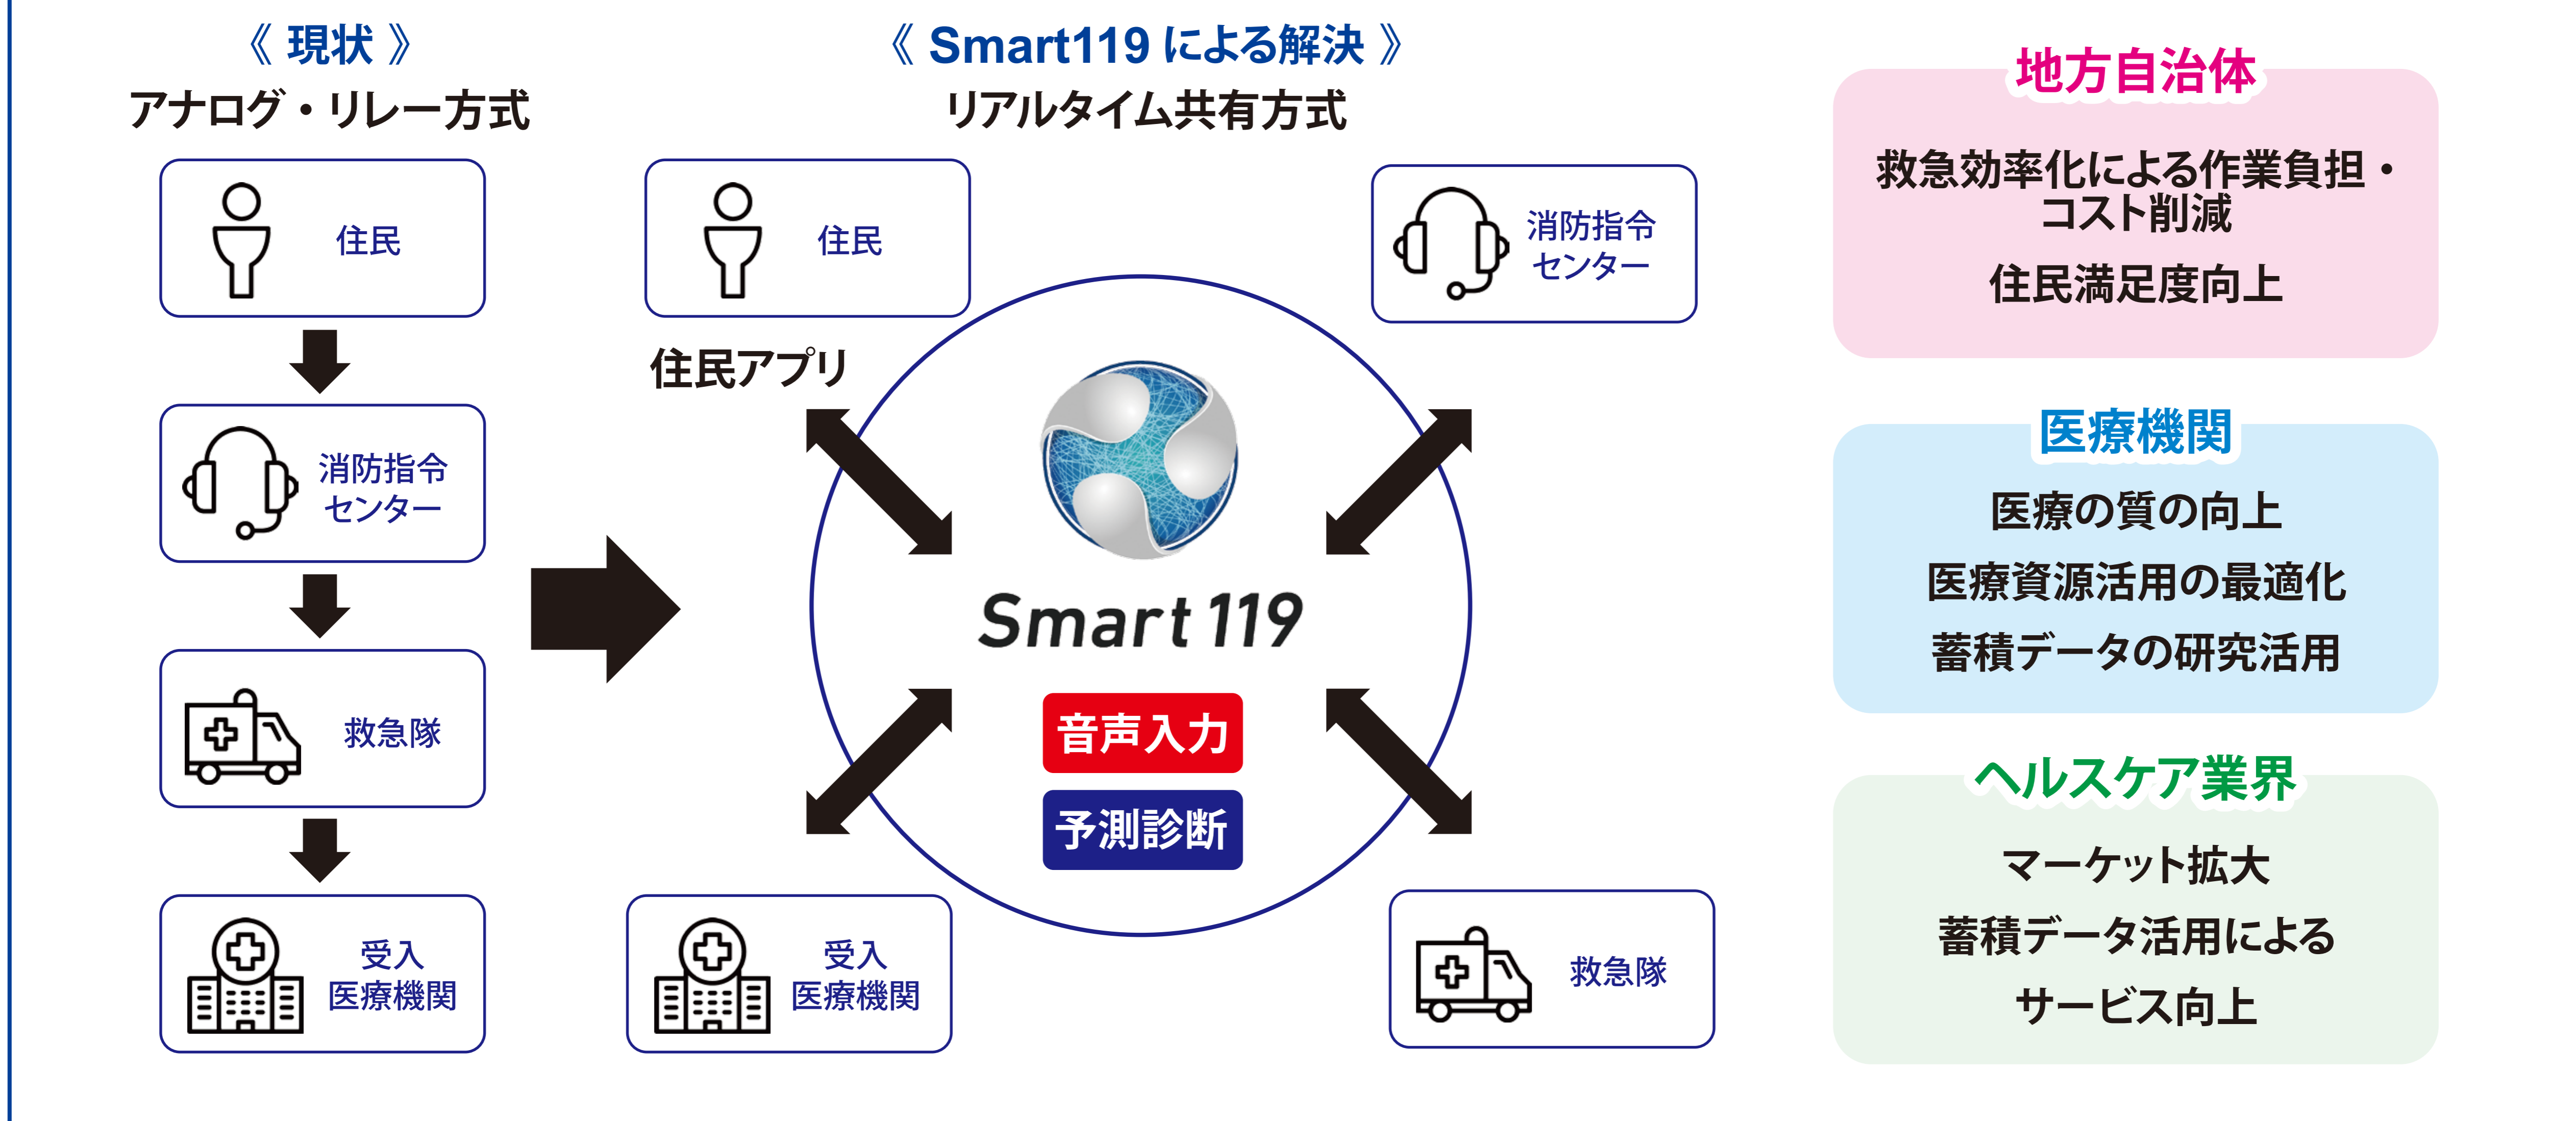 《 現状 》
アナログ・リレー方式
住民
消防指令
センター
救急隊
受入
医療機関
《 Smart119 による解決 》
リアルタイム共有方式
住民
消防指令
センター
住民アプリ
Smart 119
音声入力
予測診断
受入
医療機関
救急隊
地方自治体
救急効率化による作業負担・
コスト削減
住民満足度向上
医療機関
医療の質の向上
医療資源活用の最適化
蓄積データの研究活用
ヘルスケア業界
マーケット拡大
蓄積データ活用による
サービス向上